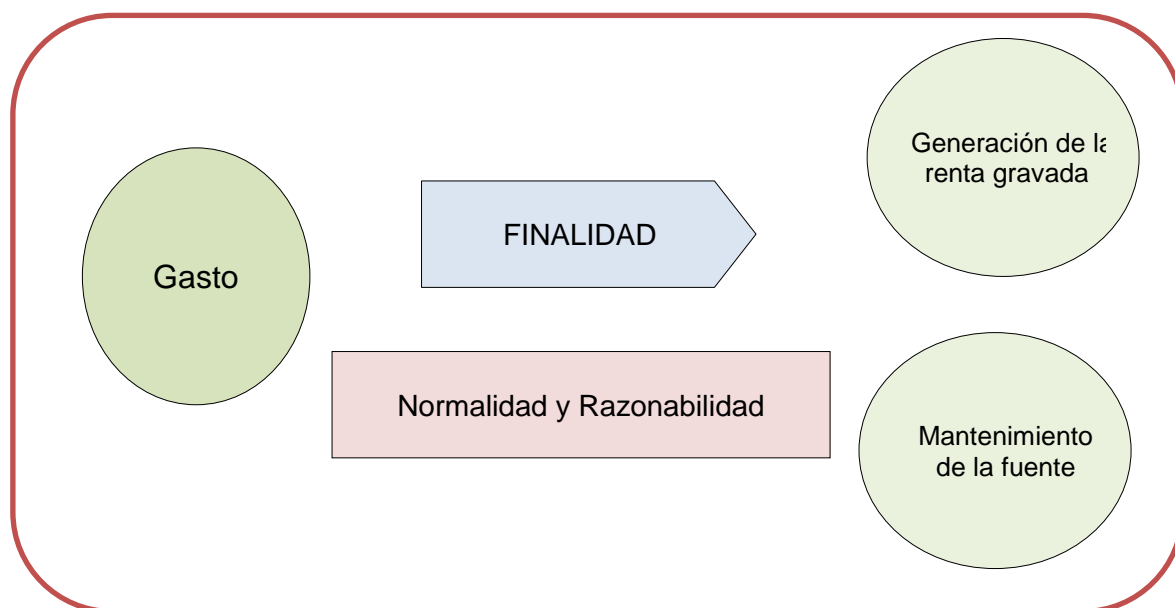 Gasto
FINALIDAD
Normalidad y Razonabilidad
Generación de la
renta gravada
Mantenimiento
de la fuente